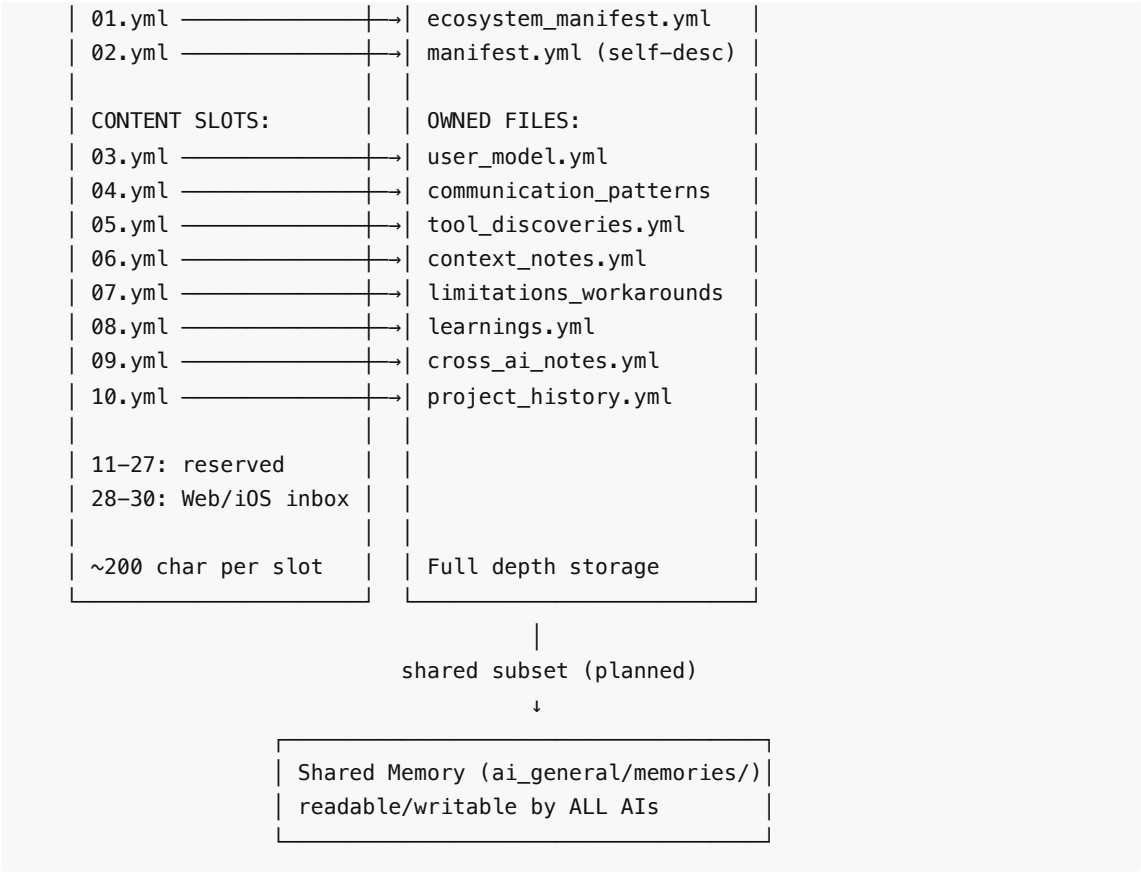 01.yml → ecosystem_manifest.yml
02.yml → manifest.yml (self-desc)
CONTENT SLOTS: OWNED FILES:
03.yml → user_model.yml
04.yml → communication_patterns
05.yml → tool_discoveries.yml
06.yml → context_notes.yml
07.yml → limitations_workarounds
08.yml → learnings.yml
09.yml → cross_ai_notes.yml
10.yml → project_history.yml
11-27: reserved
28-30: Web/iOS inbox
~200 char per slot Full depth storage
shared subset (planned)
↓
Shared Memory (ai_general/memories/)
readable/writable by ALL AIs